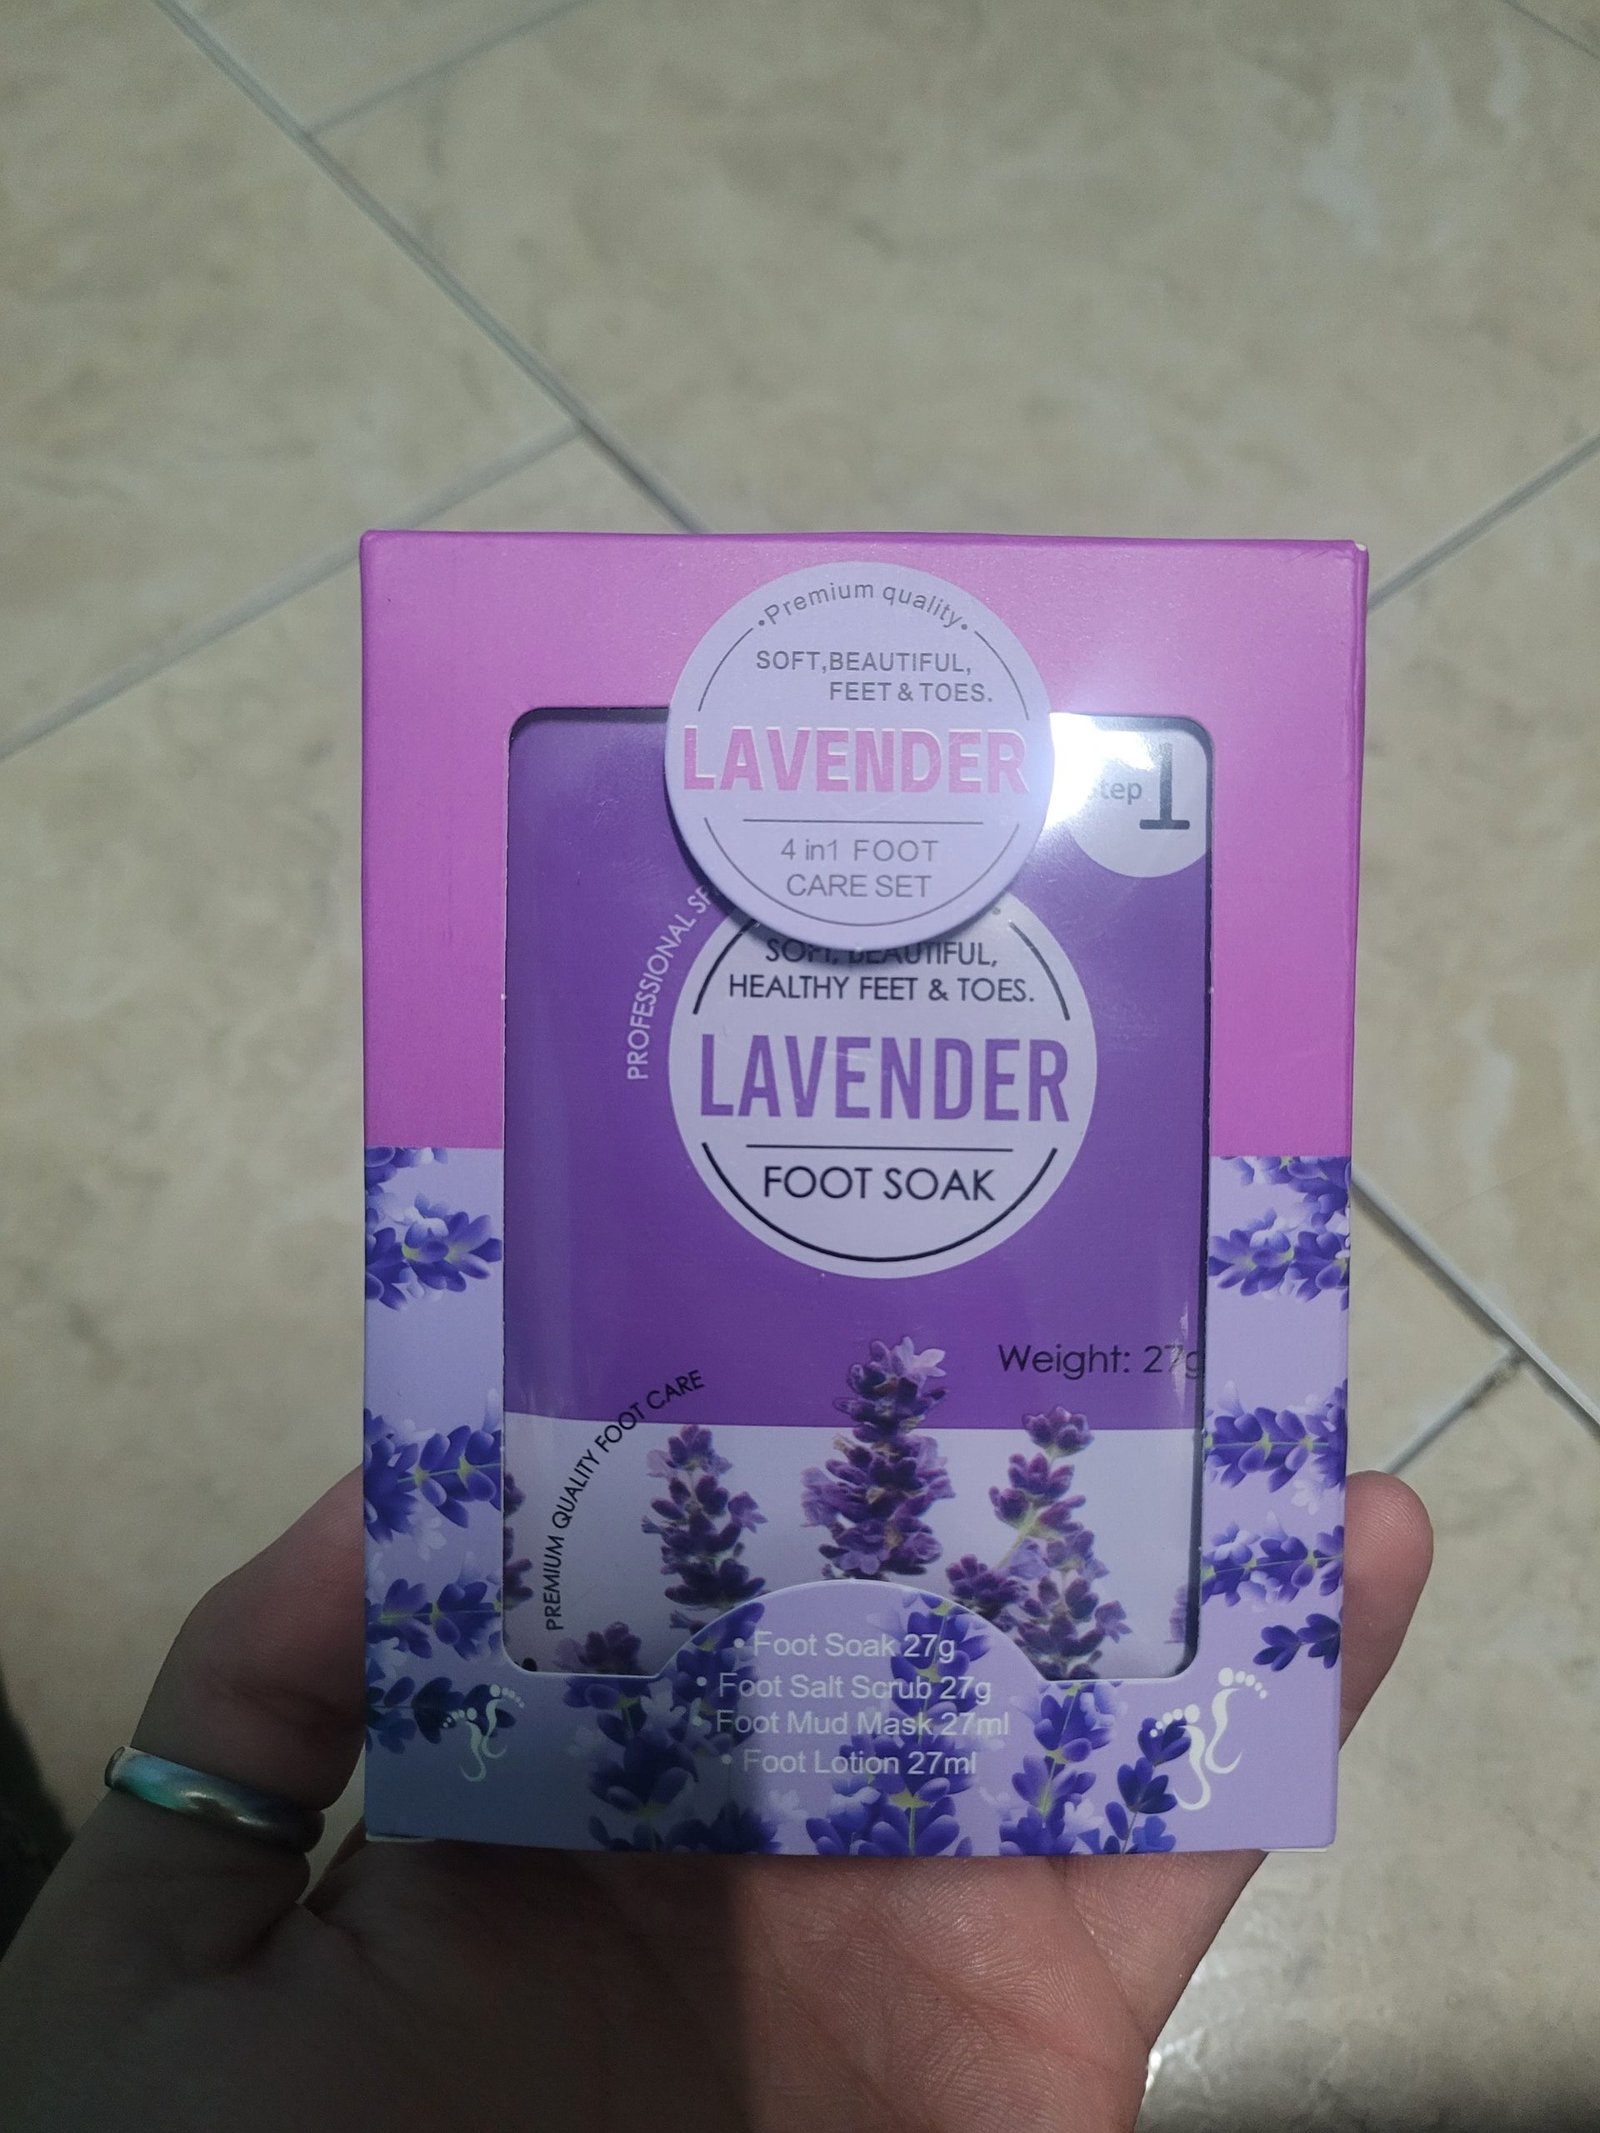 •Premium quality•
SOFT,BEAUTIFUL,
FEET & TOES.
LAVENDER
4 in1 FOOT
CARE SET
1
PROFESSIONAL
BEAUTIFUL,
HEALTHY FEET & TOES.
LAVENDER
FOOT SOAK
Weight: 27g
PREMIUM QUALITY FOOT CARE
• Foot Soak 27g
• Foot Salt Scrub 27g
• Foot Mud Mask 27ml
• Foot Lotion 27ml